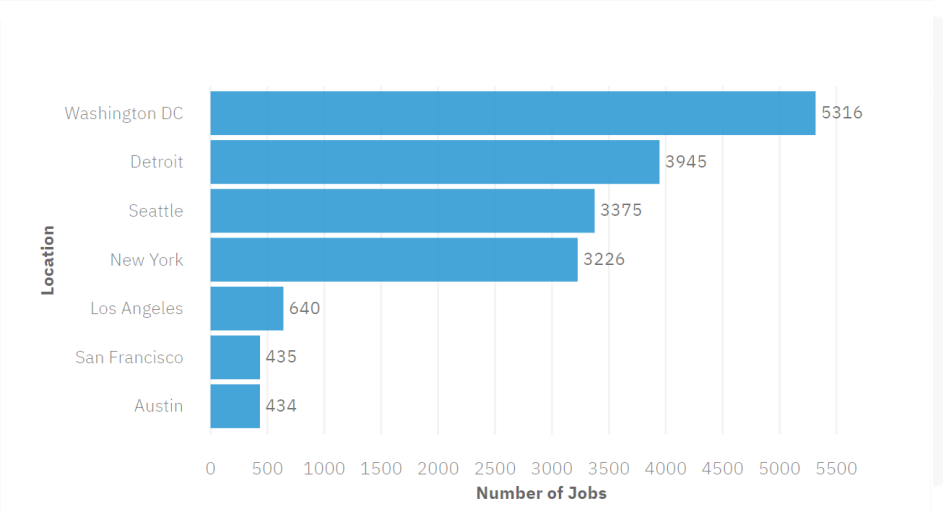 Washington DC 5316
Detroit 3945
Seattle 3375
New York 3226
Los Angeles 640
San Francisco 435
Austin 434
Location
0 500 1000 1500 2000 2500 3000 3500 4000 4500 5000 5500
Number of Jobs